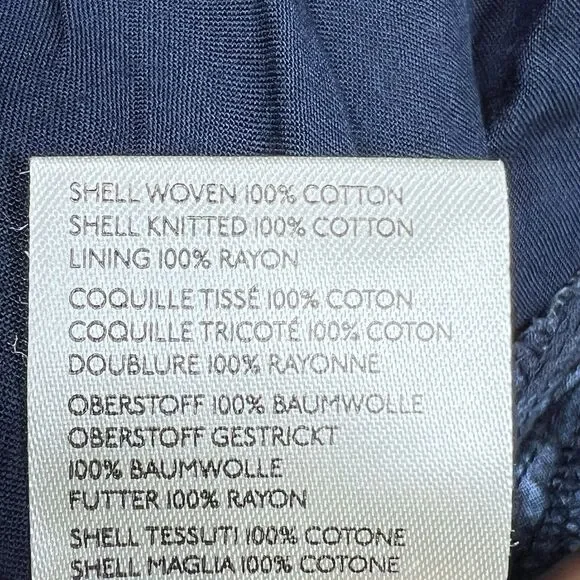 SHELL WOVEN 100% COTTON
SHELL KNITTED 100% COTTON
LINING 100% RAYON
COQUILLE TISSÉ 100% COTON
COQUILLE TRICOTÉ 100% COTON
DOUBLURE 100% RAYONNE
OBERSTOFF 100% BAUMWOLLE
OBERSTOFF GESTRICKT
100% BAUMWOLLE
FUTTER 100% RAYON
SHELL TESSUTI 100% COTONE
SHELL MAGLIA 100% COTONE